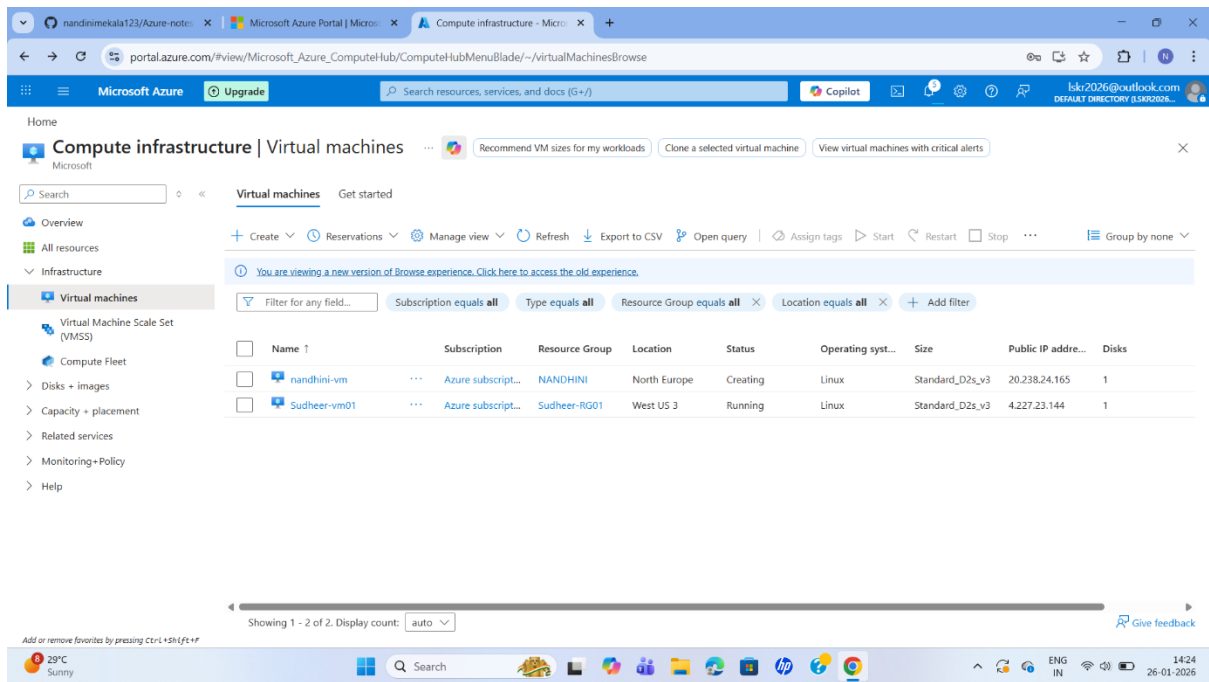 nandinimekala123/Azure-notes
Microsoft Azure Portal | Micros
Compute infrastructure - Micro
portal.azure.com/#view/Microsoft_Azure_ComputeHub/ComputeHubMenuBlade/~/virtualMachinesBrowse
N
Microsoft Azure
Upgrade
Search resources, services, and docs (G+/)
Copilot
5
lskr2026@outlook.com
DEFAULT DIRECTORY (LSKR2026...
Home
Compute infrastructure | Virtual machines ...
Microsoft
Recommend VM sizes for my workloads
Clone a selected virtual machine
View virtual machines with critical alerts
Search
Overview
All resources
Infrastructure
Virtual machines
Virtual Machine Scale Set
(VMSS)
Compute Fleet
Disks + images
Capacity + placement
Related services
Monitoring+Policy
Help
Virtual machines Get started
Create Reservations Manage view Refresh Export to CSV Open query Assign tags Start Restart Stop ... Group by none
You are viewing a new version of Browse experience. Click here to access the old experience.
Filter for any field... Subscription equals all Type equals all Resource Group equals all Location equals all Add filter
Name ↑ Subscription Resource Group Location Status Operating syst... Size Public IP addre... Disks
nandhini-vm ... Azure subscript... NANDHINI North Europe Creating Linux Standard_D2s_v3 20.238.24.165 1
Sudheer-vm01 ... Azure subscript... Sudheer-RG01 West US 3 Running Linux Standard_D2s_v3 4.227.23.144 1
Showing 1 - 2 of 2. Display count: auto
Give feedback
Add or remove favorites by pressing Ctrl+Shift+F
8
29°C
Sunny
Search
hp
ENG
IN
14:24
26-01-2026